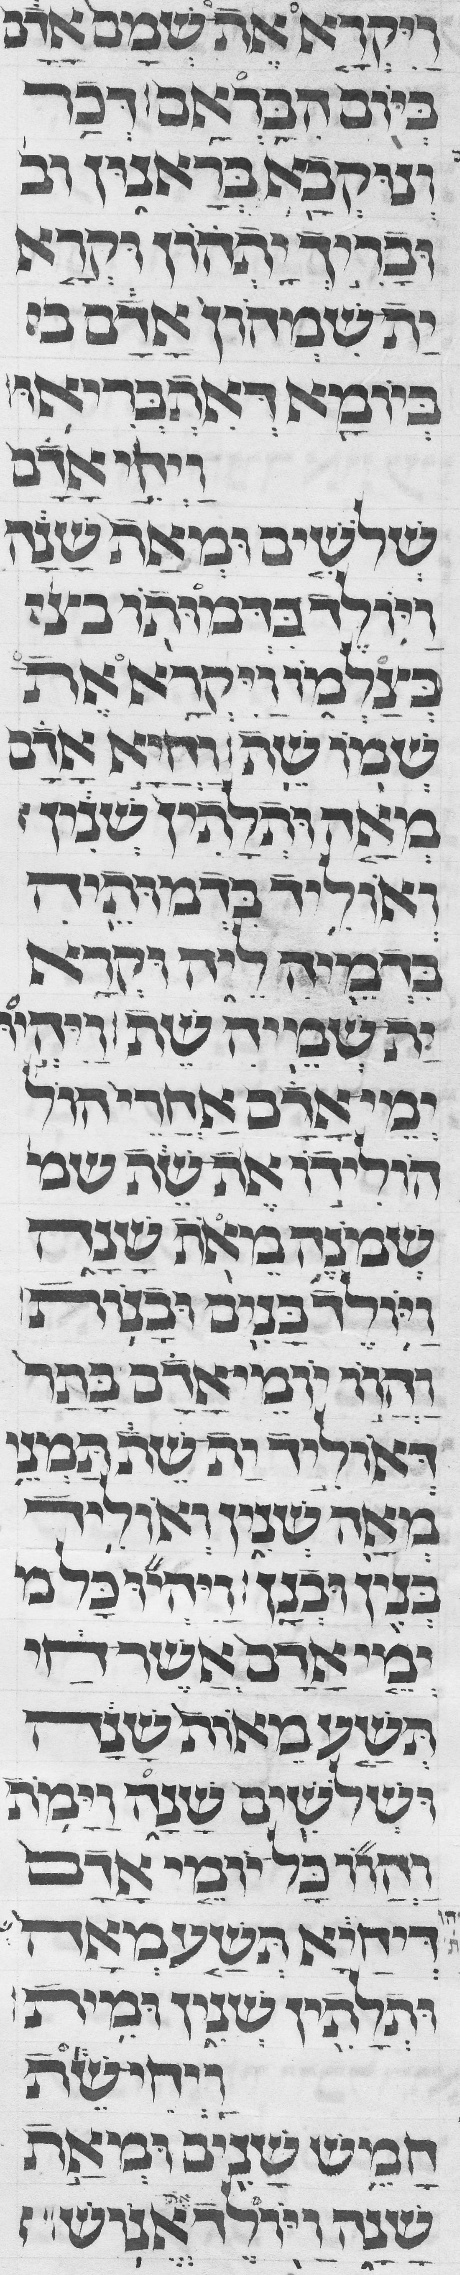 ויקרא את שמם אדם
ביום הבראם דכר
ונוקבא בראנון וב
ובריך יתהון וקרא
ית שמהון אדם בי
ביומא דאתבריאו
ויחי אדם
שלשים ומאת שנה
ויולד בדמותו בצ
כצלמו ויקרא את
שמו שת וחיא אדם
מאה ותלתין שנין
ואוליד בדמותיה
בדמיה ליה וקרא
ית שמיה שת ויהיו
ימי אדם אחרי הול
הולידו את שת שמ
שמנה מאת שנה
ויולד בנים ובנות
והוו יומי אדם בתר
דאוליד ית שת תמני
מאה שנין ואוליד
בנין ובנן ויהיו כל מ
ימי אדם אשר חי
תשע מאות שנה
ושלשים שנה וימת
והוו כל יומי אדם
דיחיא תשע מאה
ותלתין שנין ומית
ויחי שת
חמש שנים ומאת
שנה ויולד אנוש